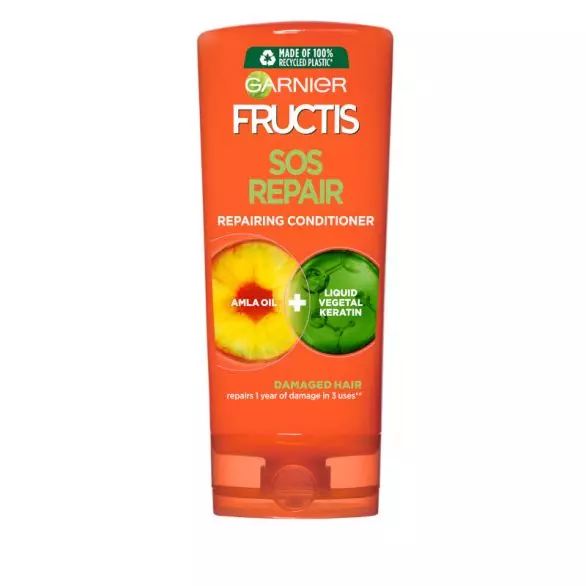 MADE OF 100%
RECYCLED PLASTIC*
GARNIER
FRUCTIS
SOS
REPAIR
REPAIRING CONDITIONER
AMLA OIL
+
LIQUID
VEGETAL
KERATIN
DAMAGED HAIR
repairs 1 year of damage in 3 uses**